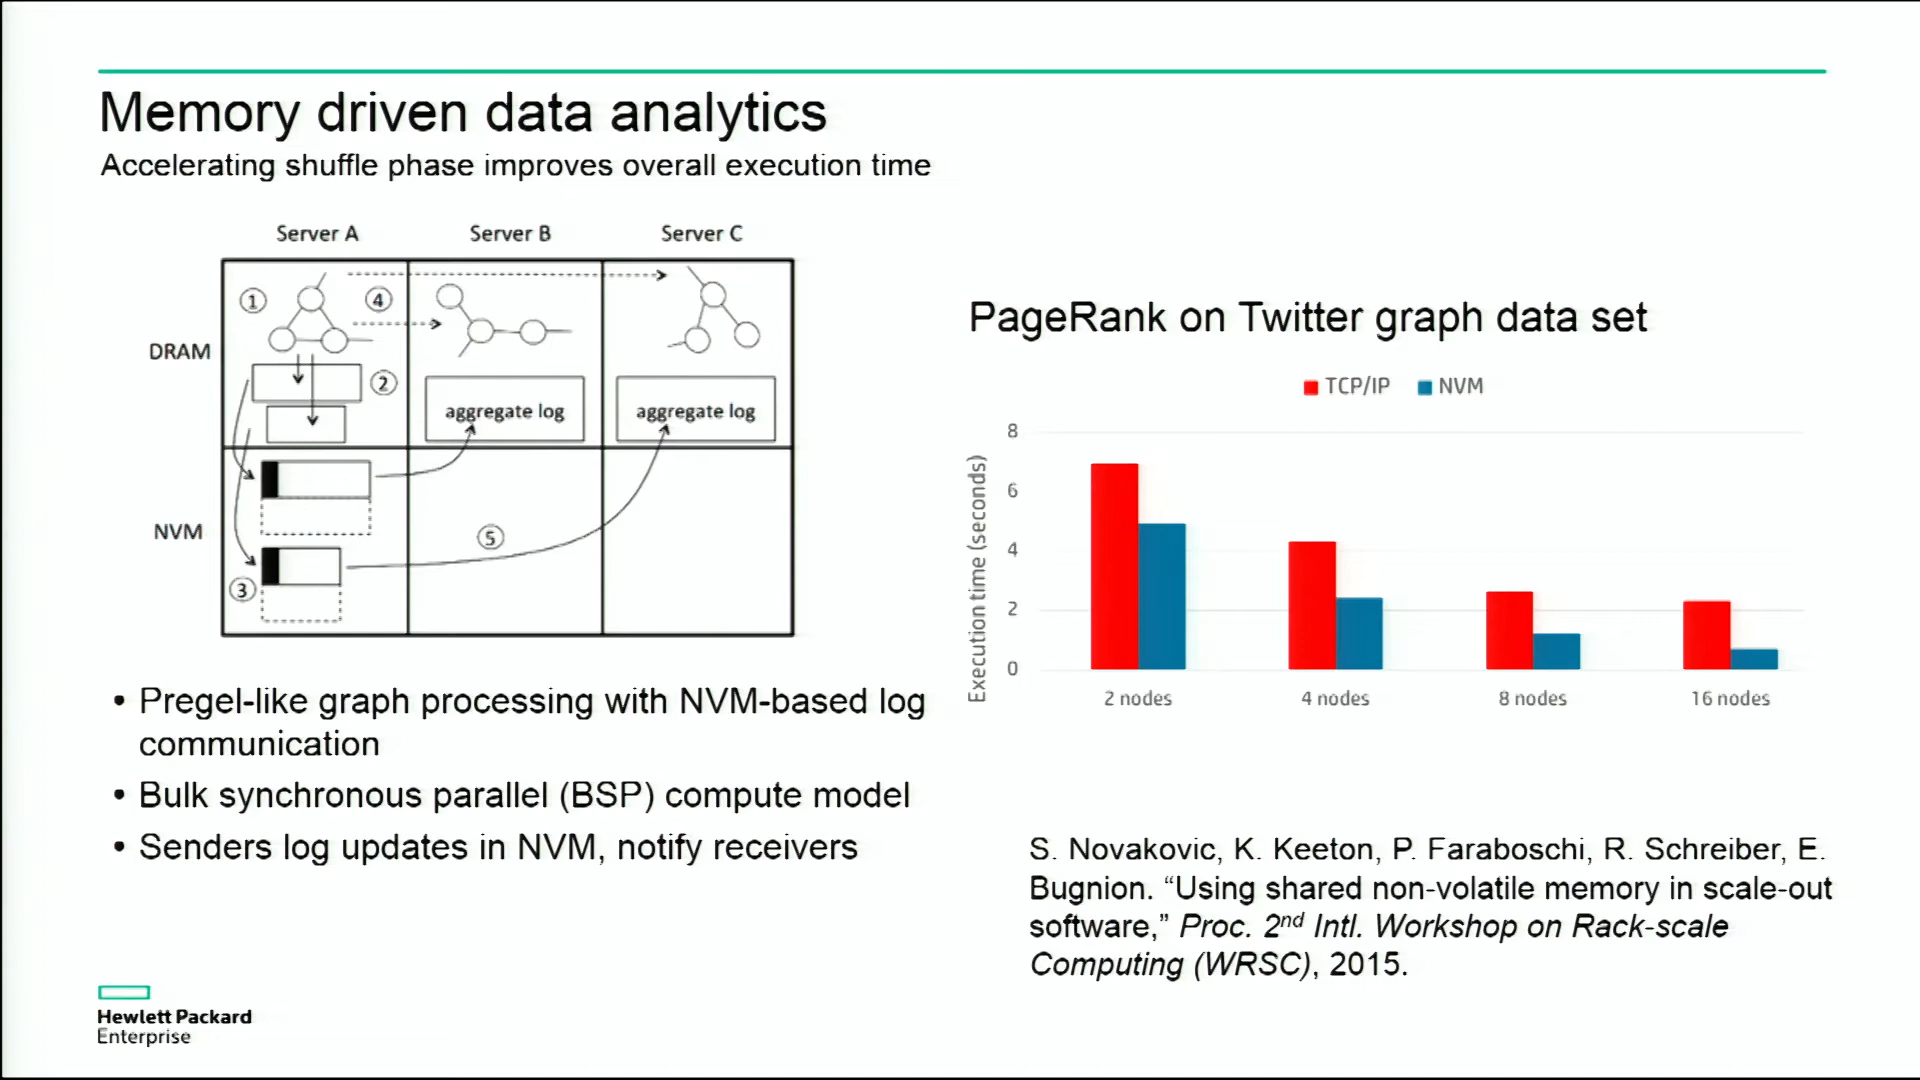 Memory driven data analytics
Accelerating shuffle phase improves overall execution time
Server A
Server B
Server C
DRAM
NVM
①
④
②
③
⑤
aggregate log
aggregate log
• Pregel-like graph processing with NVM-based log
communication
• Bulk synchronous parallel (BSP) compute model
• Senders log updates in NVM, notify receivers
PageRank on Twitter graph data set
TCP/IP
NVM
Execution time (seconds)
8
6
4
2
0
2 nodes
4 nodes
8 nodes
16 nodes
S. Novakovic, K. Keeton, P. Faraboschi, R. Schreiber, E.
Bugnion. “Using shared non-volatile memory in scale-out
software,” Proc. 2nd Intl. Workshop on Rack-scale
Computing (WRSC), 2015.
Hewlett Packard
Enterprise